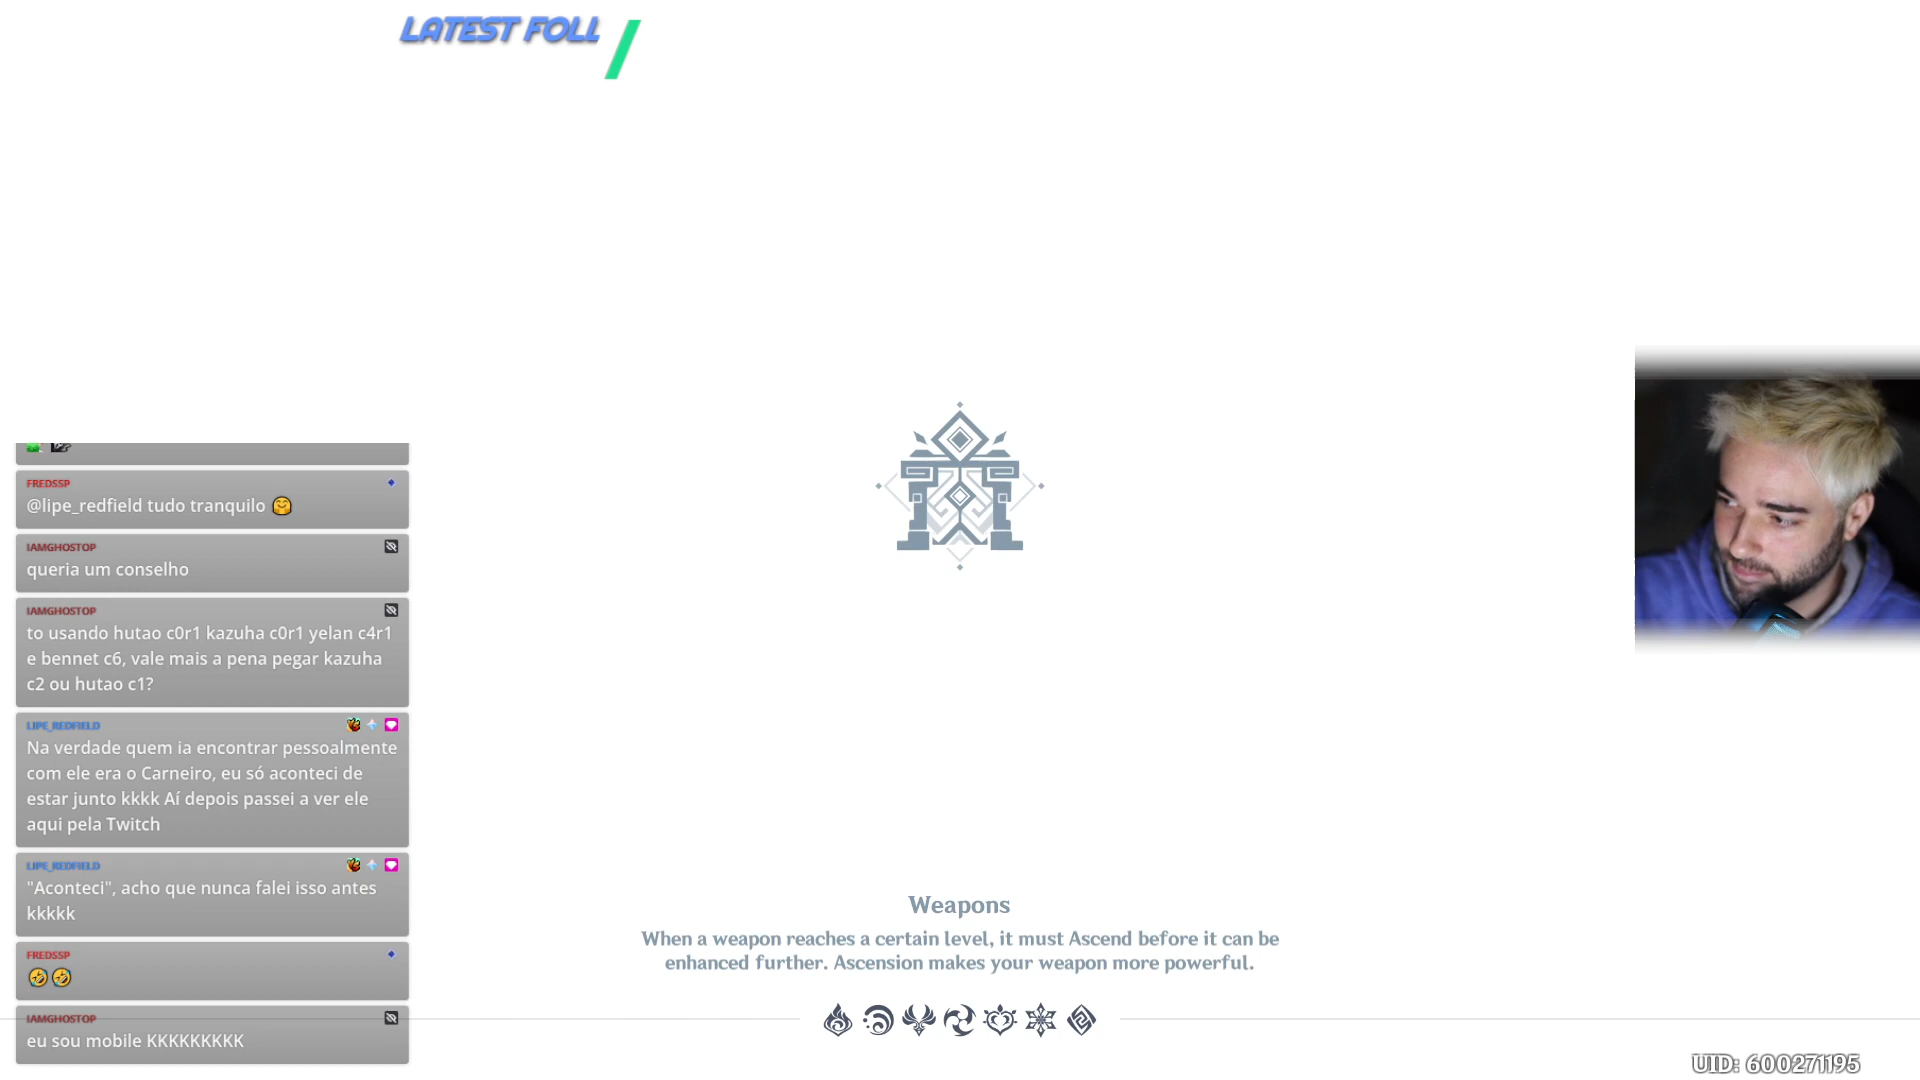 LATEST FOLL
FREDSSP
@lipe_redfield tudo tranquilo
IAMGHOSTOP
queria um conselho
IAMGHOSTOP
to usando hutao c0r1 kazuha c0r1 yelan c4r1
e bennet c6, vale mais a pena pegar kazuha
c2 ou hutao c1?
LIPE_REDFIELD
Na verdade quem ia encontrar pessoalmente
com ele era o Carneiro, eu só aconteci de
estar junto kkkk Aí depois passei a ver ele
aqui pela Twitch
LIPE_REDFIELD
"Aconteci", acho que nunca falei isso antes
kkkkk
FREDSSP
IAMGHOSTOP
eu sou mobile KKKKKKKKK
Weapons
When a weapon reaches a certain level, it must Ascend before it can be
enhanced further. Ascension makes your weapon more powerful.
UID: 600271195